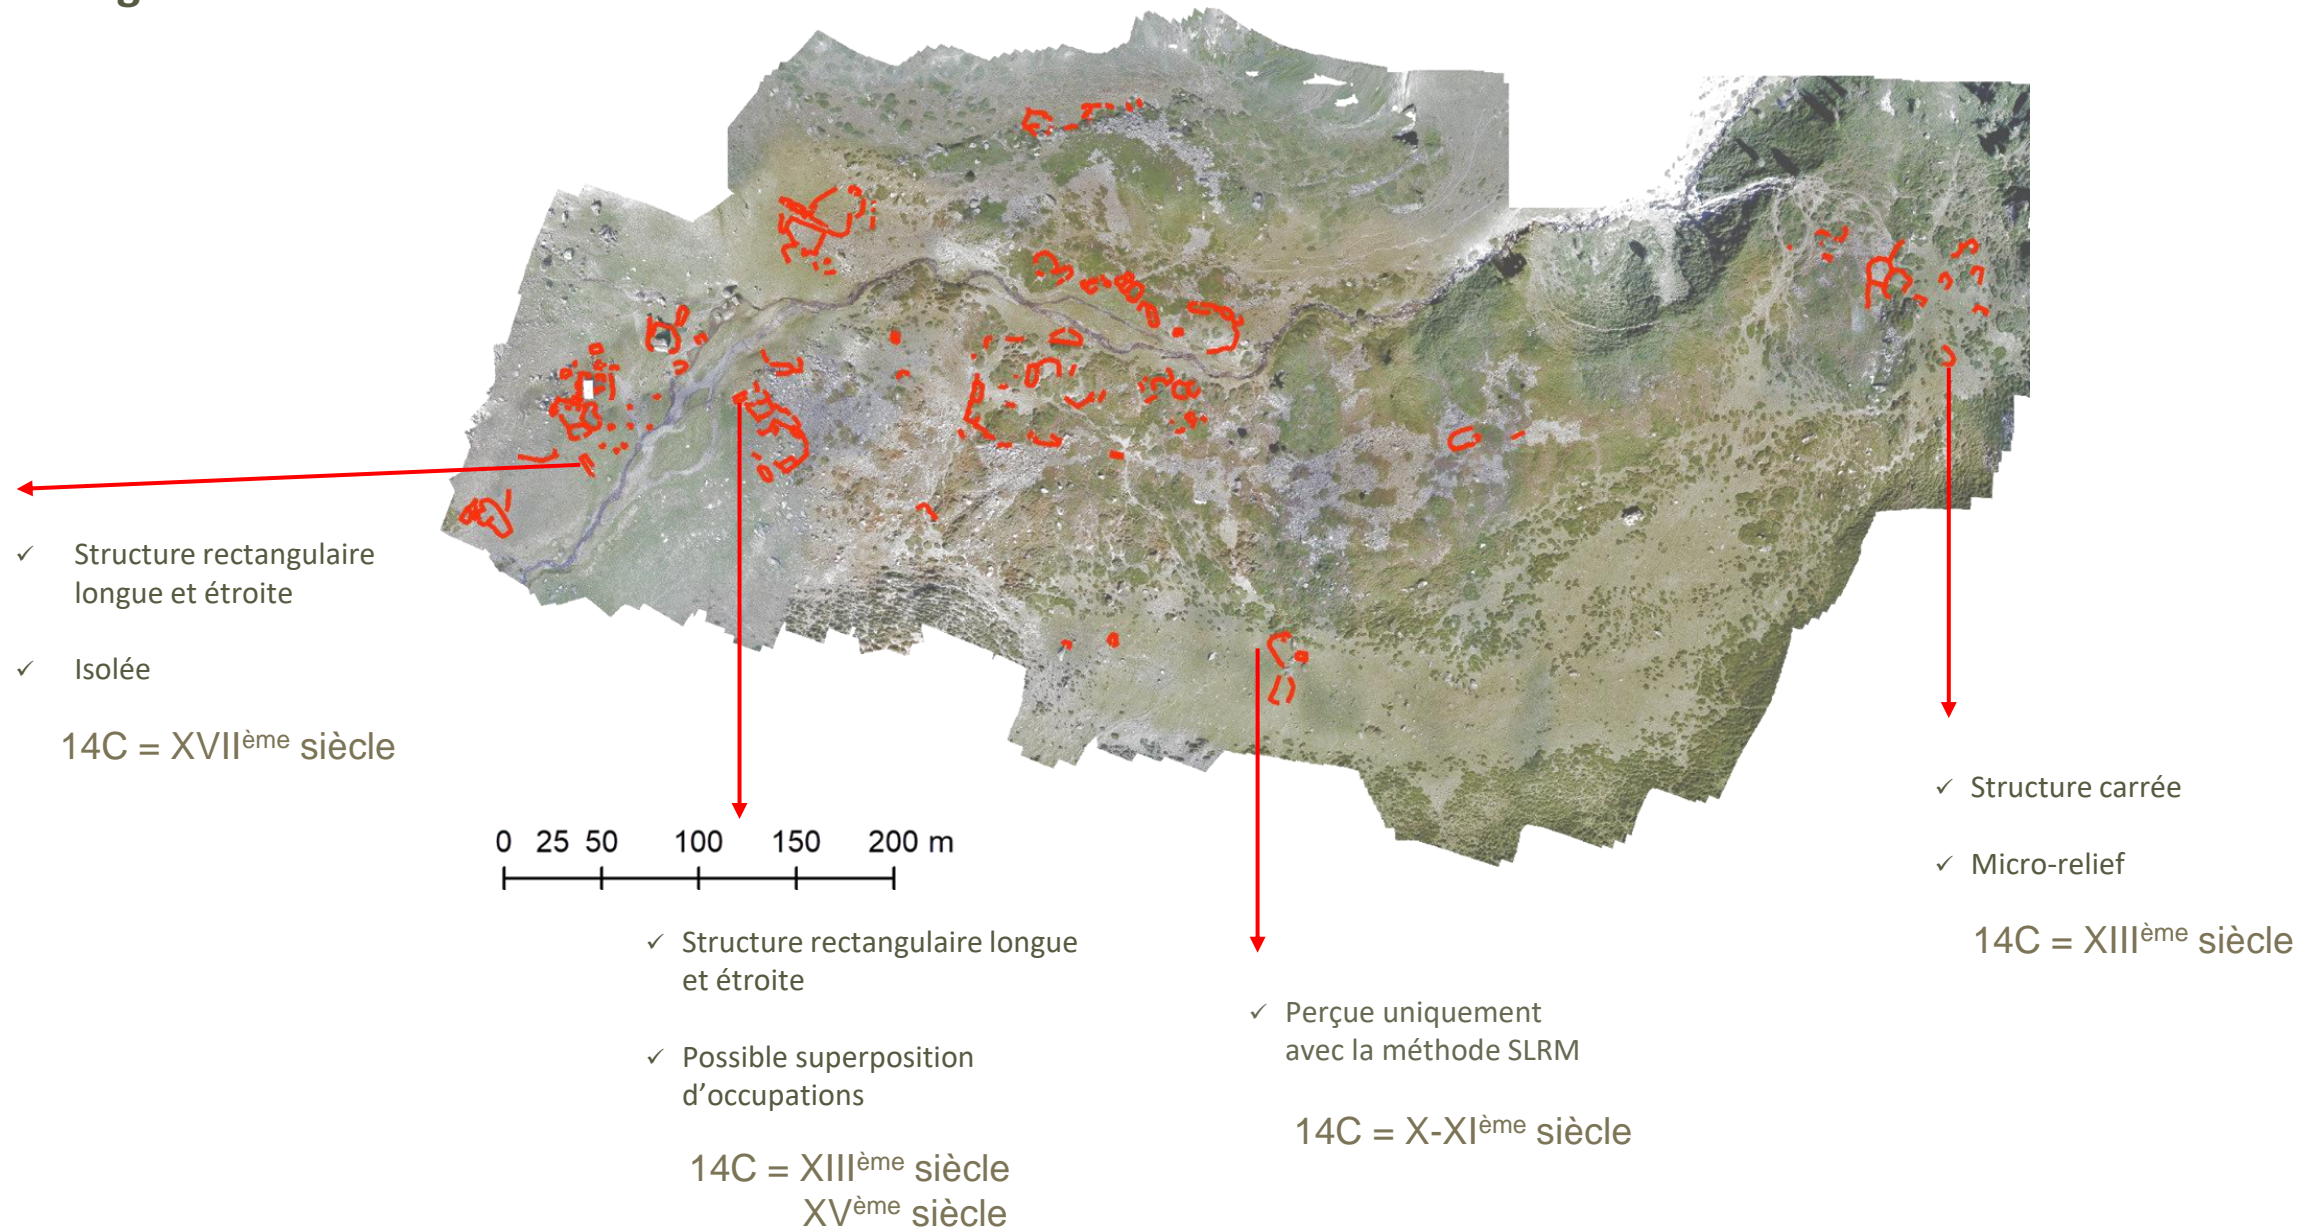 ✓ Structure rectangulaire
longue et étroite
✓ Isolée
14C = XVIIème siècle
0 25 50 100 150 200 m
✓ Structure rectangulaire longue
et étroite
✓ Possible superposition
d’occupations
14C = XIIIème siècle
XVème siècle
✓ Perçue uniquement
avec la méthode SLRM
14C = X-XIème siècle
✓ Structure carrée
✓ Micro-relief
14C = XIIIème siècle